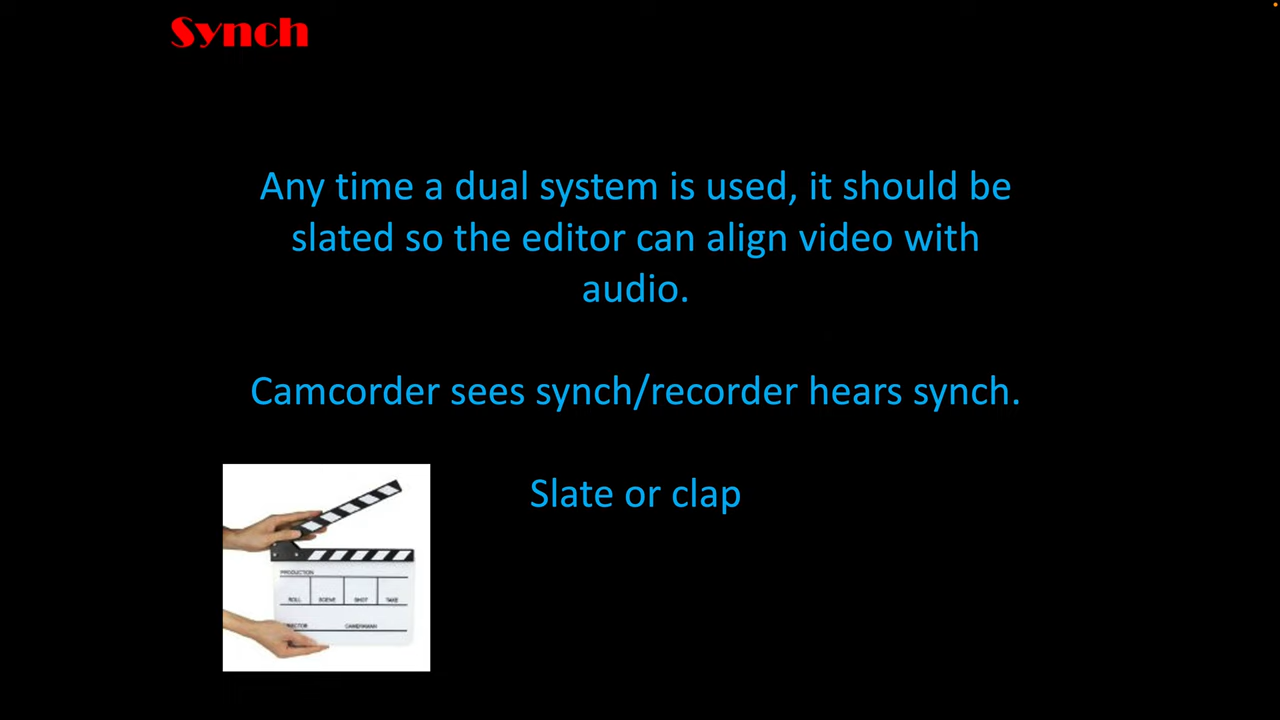 Synch
Any time a dual system is used, it should be
slated so the editor can align video with
audio.
Camcorder sees synch/recorder hears synch.
Slate or clap
PRODUCTION
ROLL SCENE SHOT TAKE
CAMERAMAN